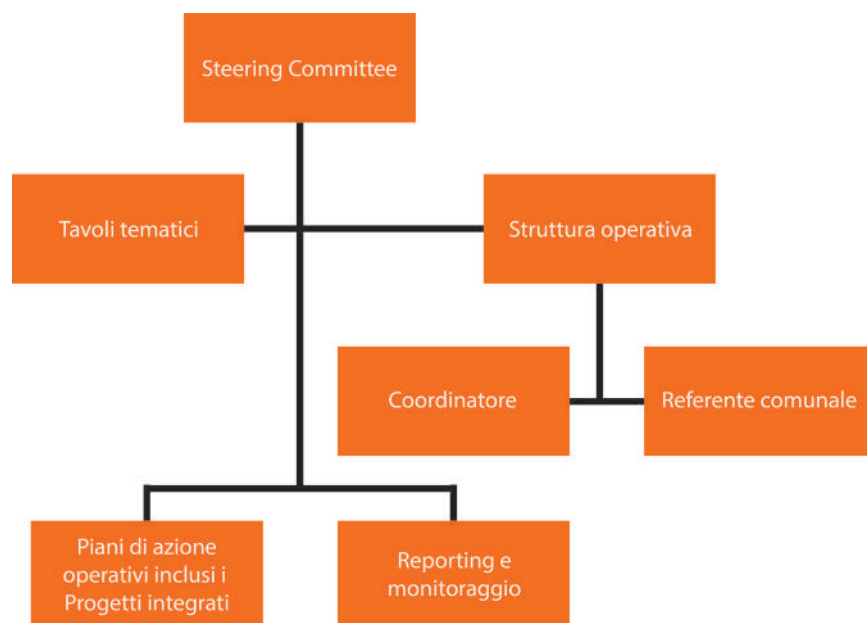 Steering Committee
Tavoli tematici
Struttura operativa
Coordinatore
Referente comunale
Piani di azione
operativi inclusi i
Progetti integrati
Reporting e
monitoraggio